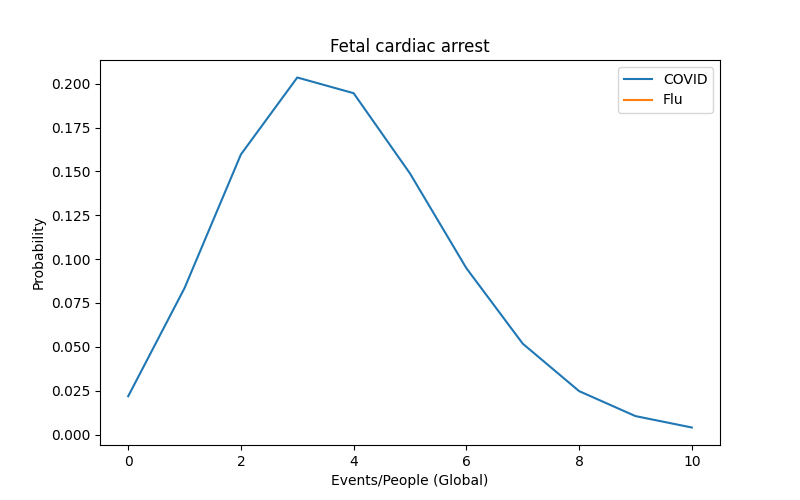 Fetal cardiac arrest
COVID
Flu
Probability
0.200
0.175
0.150
0.125
0.100
0.075
0.050
0.025
0.000
0 2 4 6 8 10
Events/People (Global)